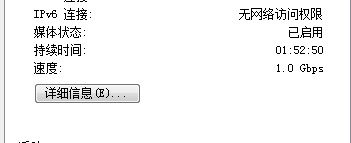 IPv6 连接: 无网络访问权限
媒体状态: 已启用
持续时间: 01:52:50
速度: 1.0 Gbps
详细信息(E)...